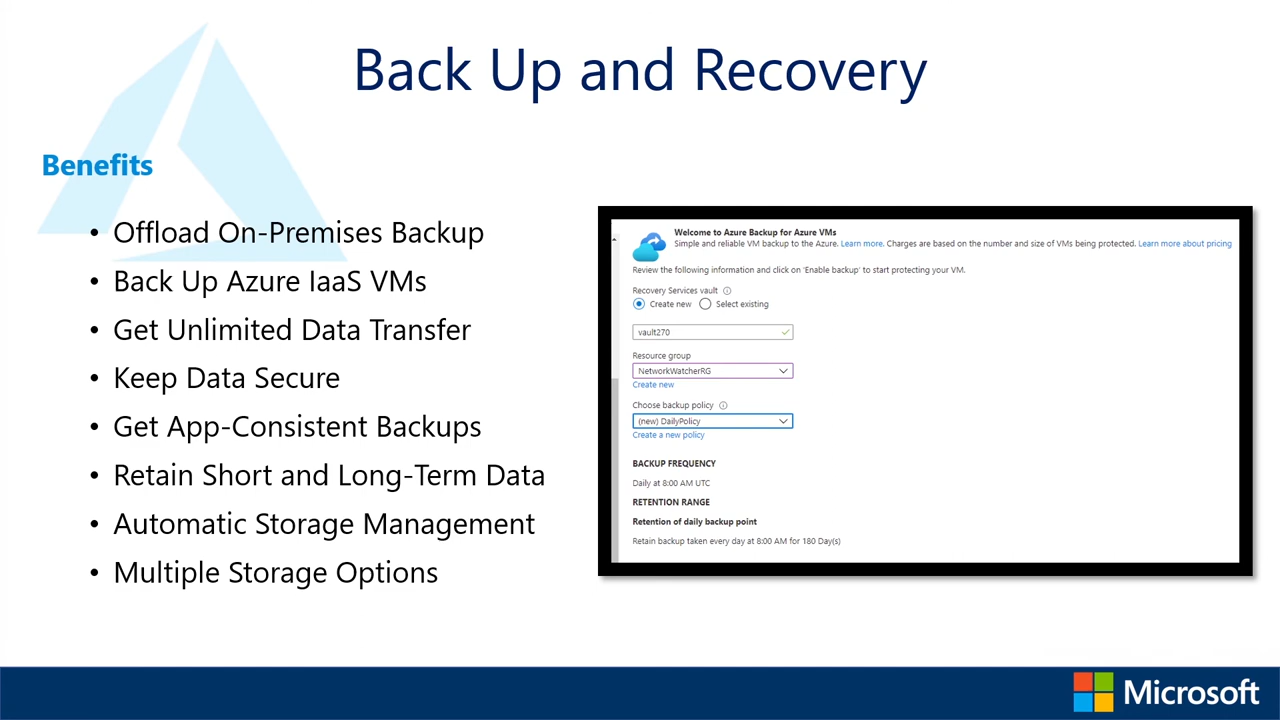 Back Up and Recovery
Benefits
• Offload On-Premises Backup
• Back Up Azure IaaS VMs
• Get Unlimited Data Transfer
• Keep Data Secure
• Get App-Consistent Backups
• Retain Short and Long-Term Data
• Automatic Storage Management
• Multiple Storage Options
Welcome to Azure Backup for Azure VMs
Simple and reliable VM backup to the Azure. Learn more. Charges are based on the number and size of VMs being protected. Learn more about pricing
Review the following information and click on 'Enable backup' to start protecting your VM.
Recovery Services vault
Create new Select existing
vault270
Resource group
NetworkWatcherRG
Create new
Choose backup policy
(new) DailyPolicy
Create a new policy
BACKUP FREQUENCY
Daily at 8:00 AM UTC
RETENTION RANGE
Retention of daily backup point
Retain backup taken every day at 8:00 AM for 180 Day(s)
Microsoft